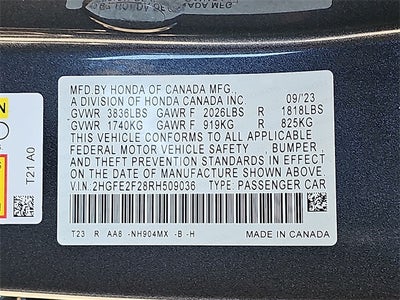 MFD.BY HONDA OF CANADA MFG.,
A DIVISION OF HONDA CANADA INC. 09/'23
GVWR 3836LBS GAWR F 2026LBS R 1818LBS
GVWR 1740KG GAWR F 919KG R 825KG
THIS VEHICLE CONFORMS TO ALL APPLICABLE
FEDERAL MOTOR VEHICLE SAFETY , BUMPER ,
AND THEFT PREVENTION STANDARDS IN EFFECT ON
THE DATE OF MANUFACTURE SHOWN ABOVE.
V.I.N: 2HGFE2F28RH509036 TYPE: PASSENGER CAR
T23 R AA6 -NH904MX -B -H MADE IN CANADA
T21 A0